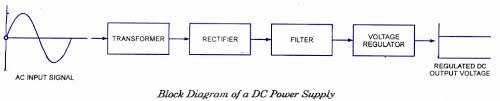 TRANSFORMER
RECTIFIER
FILTER
VOLTAGE
REGULATOR
AC INPUT SIGNAL
REGULATED DC
OUTPUT VOLTAGE
Block Diagram of a DC Power Supply